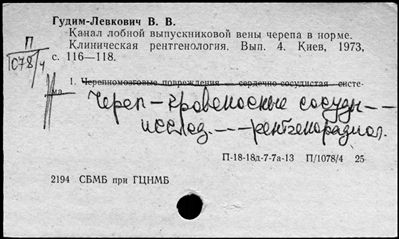 Гудим-Левкович В. В.
Канал лобной выпускниковой вены черепа в норме.
Клиническая рентгенология. Вып. 4. Киев, 1973,
с. 116—118.
П
1078/4
1. Черепномозговые повреждения — сердечно-сосудистая систе-
ма.
Череп-кровеносные сосуды--
исслед.---рентгенорадиол.
П-18-18д-7-7а-13 П/1078/4 25
2194 СБМБ при ГЦНМБ